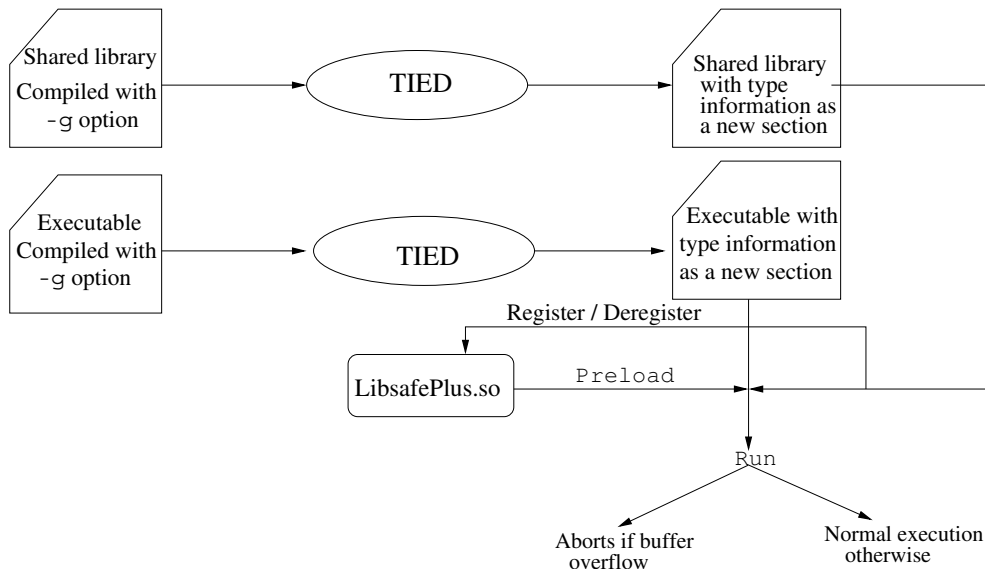 Shared library
Compiled with
-g option
TIED
Shared library
with type
information as
a new section
Executable
Compiled with
-g option
TIED
Executable with
type information
as a new section
Register / Deregister
LibsafePlus.so
Preload
Run
Aborts if buffer
overflow
Normal execution
otherwise